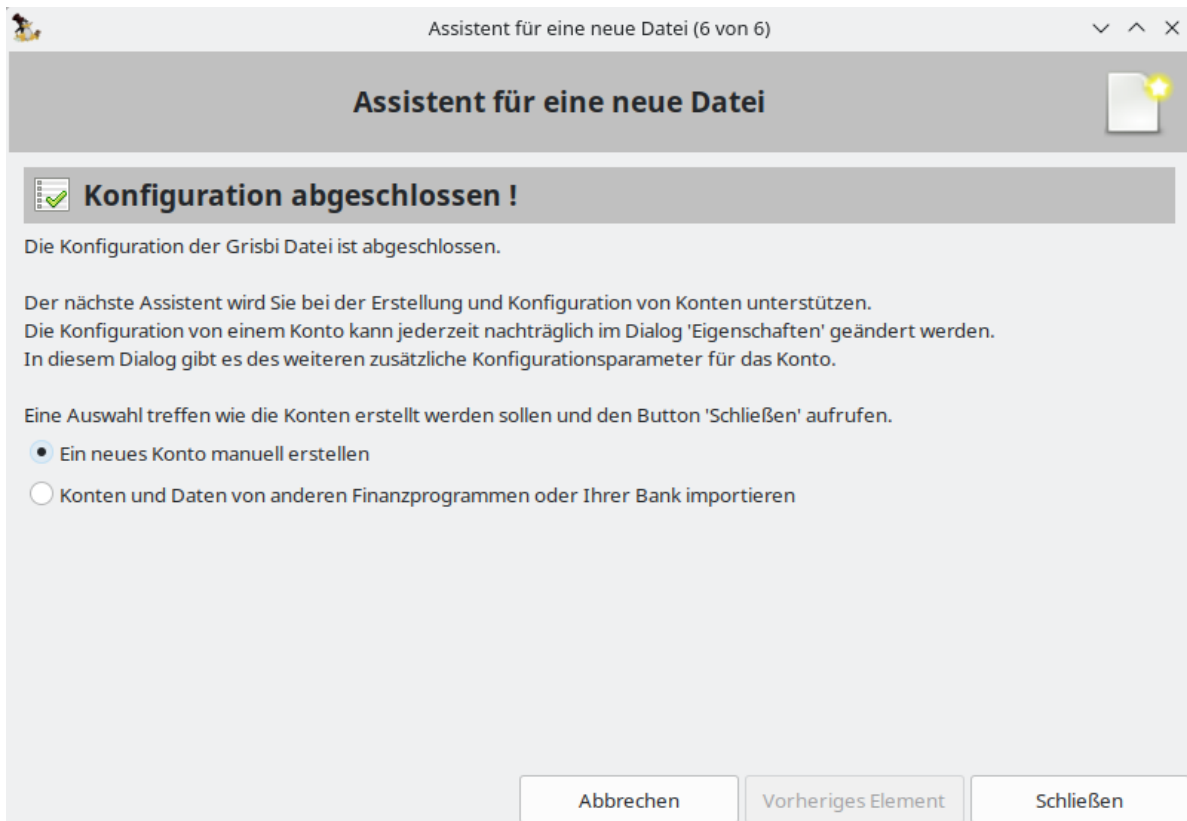 Assistent für eine neue Datei (6 von 6)
Assistent für eine neue Datei
Konfiguration abgeschlossen !
Die Konfiguration der Grisbi Datei ist abgeschlossen.
Der nächste Assistent wird Sie bei der Erstellung und Konfiguration von Konten unterstützen.
Die Konfiguration von einem Konto kann jederzeit nachträglich im Dialog 'Eigenschaften' geändert werden.
In diesem Dialog gibt es des weiteren zusätzliche Konfigurationsparameter für das Konto.
Eine Auswahl treffen wie die Konten erstellt werden sollen und den Button 'Schließen' aufrufen.
Ein neues Konto manuell erstellen
Konten und Daten von anderen Finanzprogrammen oder Ihrer Bank importieren
Abbrechen Vorheriges Element Schließen